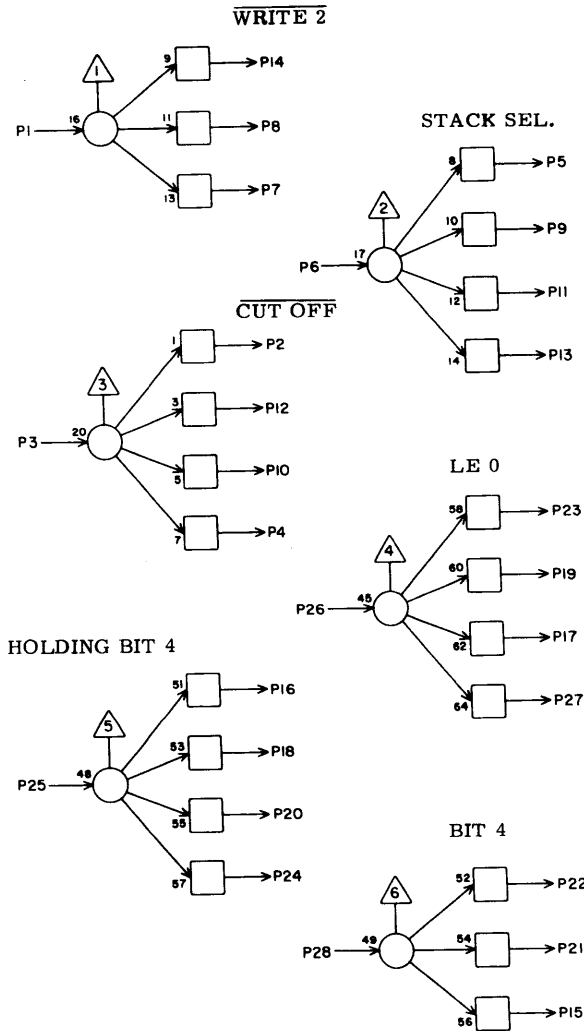 WRITE 2
1
9
P14
P1
16
11
P8
13
P7
STACK SEL.
2
8
P5
10
P9
P6
17
12
P11
14
P13
CUT OFF
3
1
P2
3
P12
P3
20
5
P10
7
P4
LE 0
4
58
P23
60
P19
P26
45
62
P17
64
P27
HOLDING BIT 4
5
51
P16
53
P18
P25
48
55
P20
57
P24
BIT 4
6
52
P22
P28
49
54
P21
56
P15